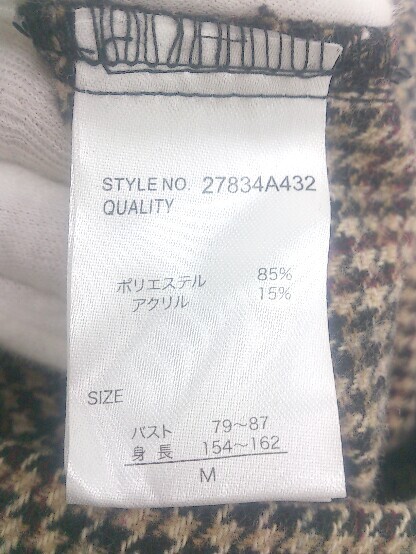 STYLE NO. 27834A432
QUALITY
ポリエステル 85%
アクリル 15%
SIZE
バスト 79～87
身長 154～162
M